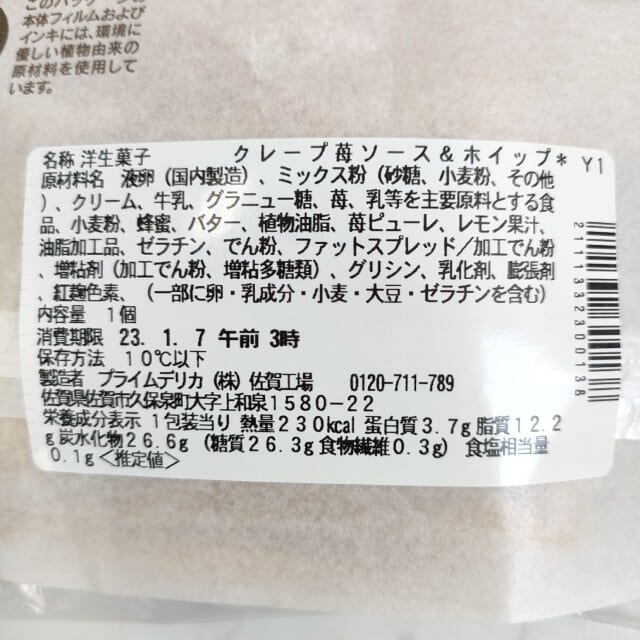 このパッケージの
本体フィルムおよび
インキには、環境に
優しい植物由来の
原材料を使用して
います。
名称 洋生菓子 クレープ苺ソース&ホイップ* Y1
原材料名 液卵(国内製造)、ミックス粉(砂糖、小麦粉、その他
)、クリーム、牛乳、グラニュー糖、苺、乳等を主要原料とする食
品、小麦粉、蜂蜜、バター、植物油脂、苺ピューレ、レモン果汁、
油脂加工品、ゼラチン、でん粉、ファットスプレッド/加工でん粉
、増粘剤(加工でん粉、増粘多糖類)、グリシン、乳化剤、膨張剤
、紅麹色素、(一部に卵・乳成分・小麦・大豆・ゼラチンを含む)
内容量 1個
消費期限 23. 1. 7 午前 3時
保存方法 10℃以下
製造者 プライムデリカ(株)佐賀工場 0120-711-789
佐賀県佐賀市久保泉町大字上和泉1580-22
栄養成分表示 1包装当り 熱量230kcal 蛋白質3.7g 脂質12.2
g 炭水化物26.6g(糖質26.3g 食物繊維0.3g) 食塩相当量
0.1g<推定値>
2111332300138